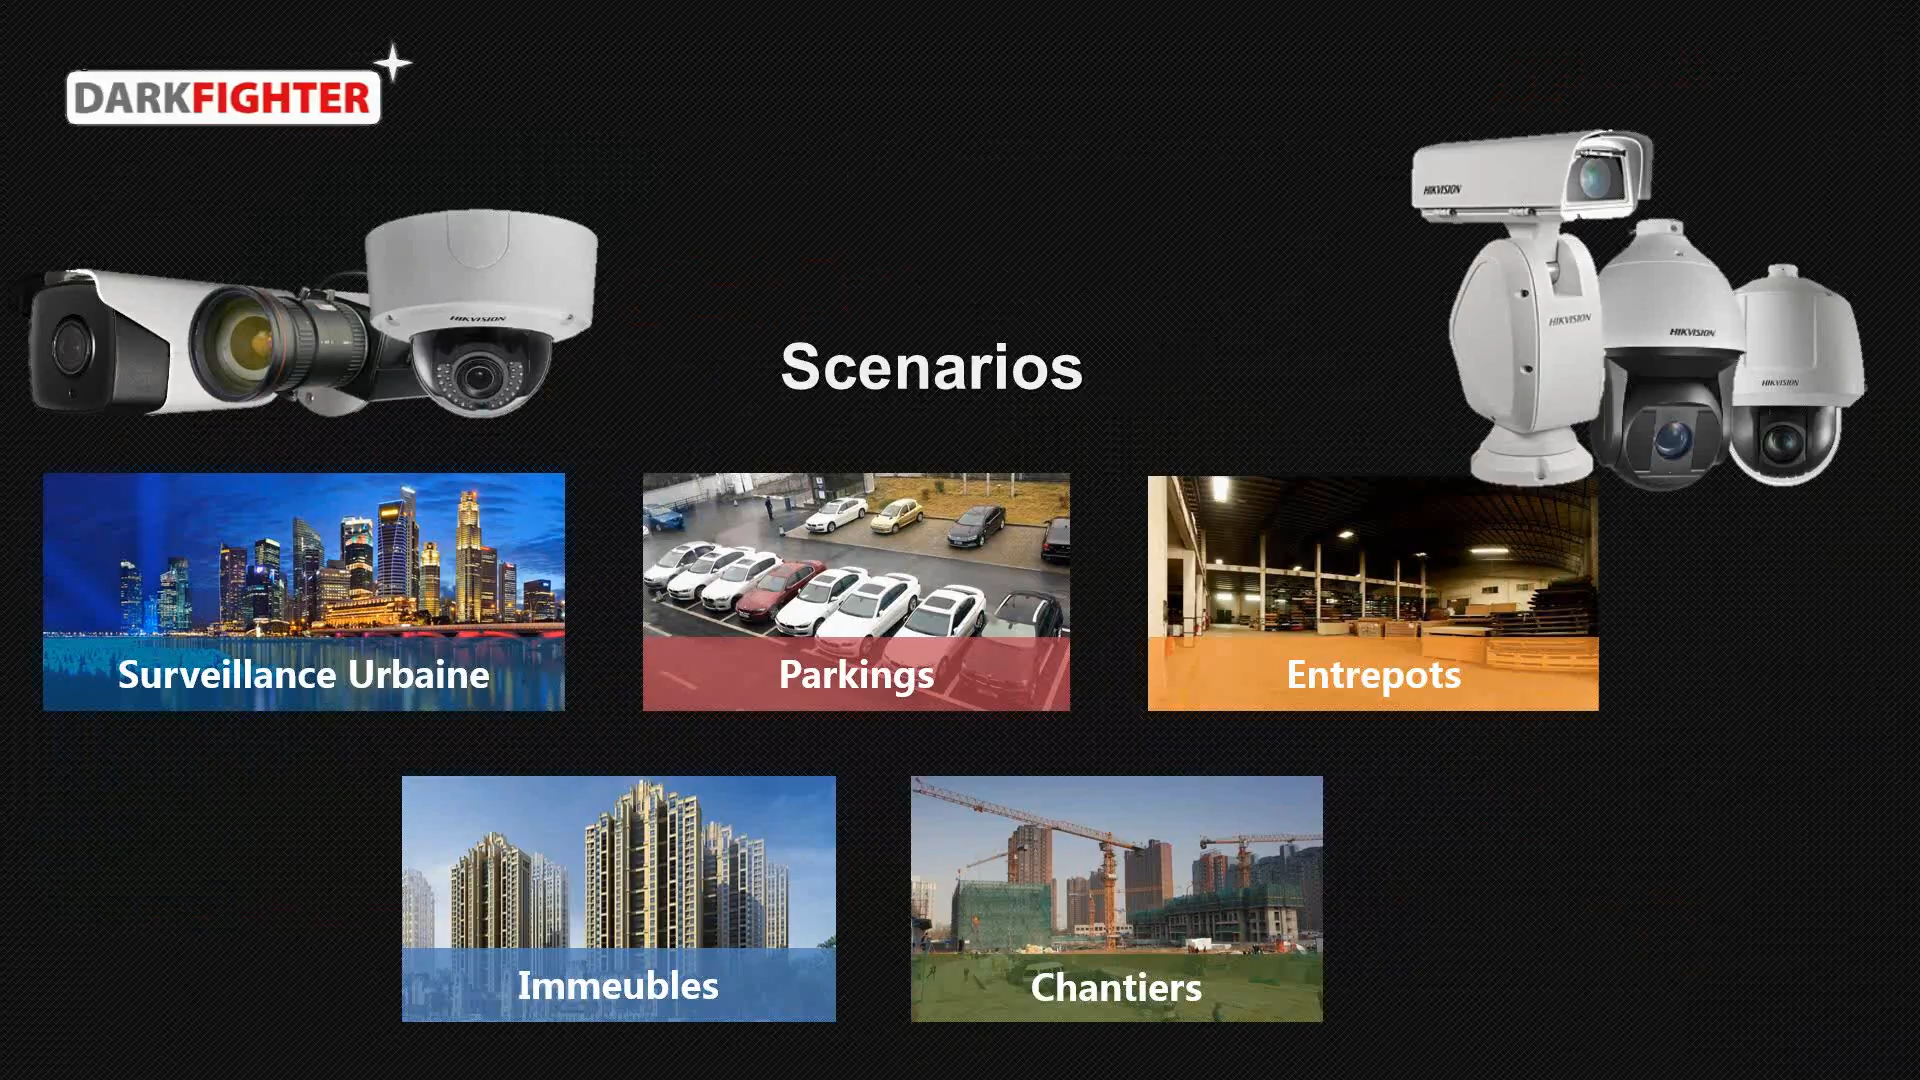 DARKFIGHTER
HIKVISION
HIKVISION
HIKVISION
HIKVISION
HIKVISION
Scenarios
Surveillance Urbaine
Parkings
Entrepots
Immeubles
Chantiers